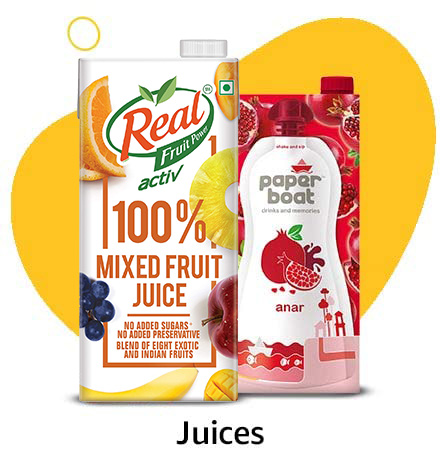 Real
Fruit Power
activ
100%
MIXED FRUIT
JUICE
NO ADDED SUGARS*
NO ADDED PRESERVATIVE
BLEND OF EIGHT EXOTIC
AND INDIAN FRUITS
shake and sip
paper
boat
drinks and memories
anar
Juices